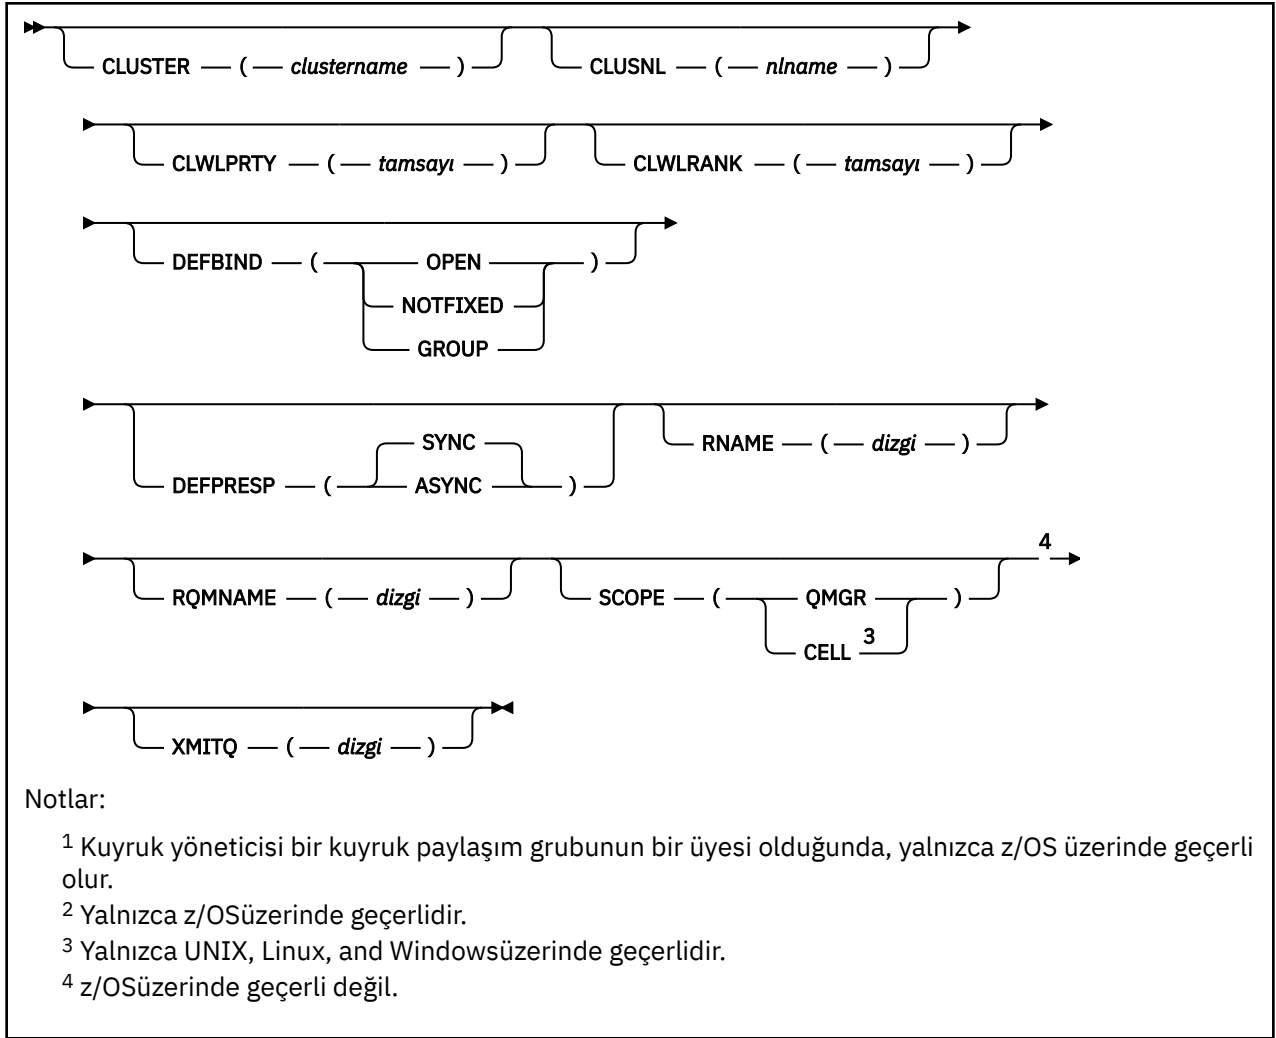 CLUSTER — ( — clustername — ) CLUSNL — ( — nlname — )
CLWLPRTY — ( — tamsayı — ) CLWLRANK — ( — tamsayı — )
DEFBIND — ( OPEN )
NOTFIXED
GROUP
SYNC RNAME — ( — dizgi — )
DEFPRESP — ( ASYNC )
4
RQMNAME — ( — dizgi — ) SCOPE — ( QMGR )
CELL 3
XMITQ — ( — dizgi — )
Notlar:
1 Kuyruk yöneticisi bir kuyruk paylaşım grubunun bir üyesi olduğunda, yalnızca z/OS üzerinde geçerli
olur.
2 Yalnızca z/OSüzerinde geçerlidir.
3 Yalnızca UNIX, Linux, and Windowsüzerinde geçerlidir.
4 z/OSüzerinde geçerli değil.